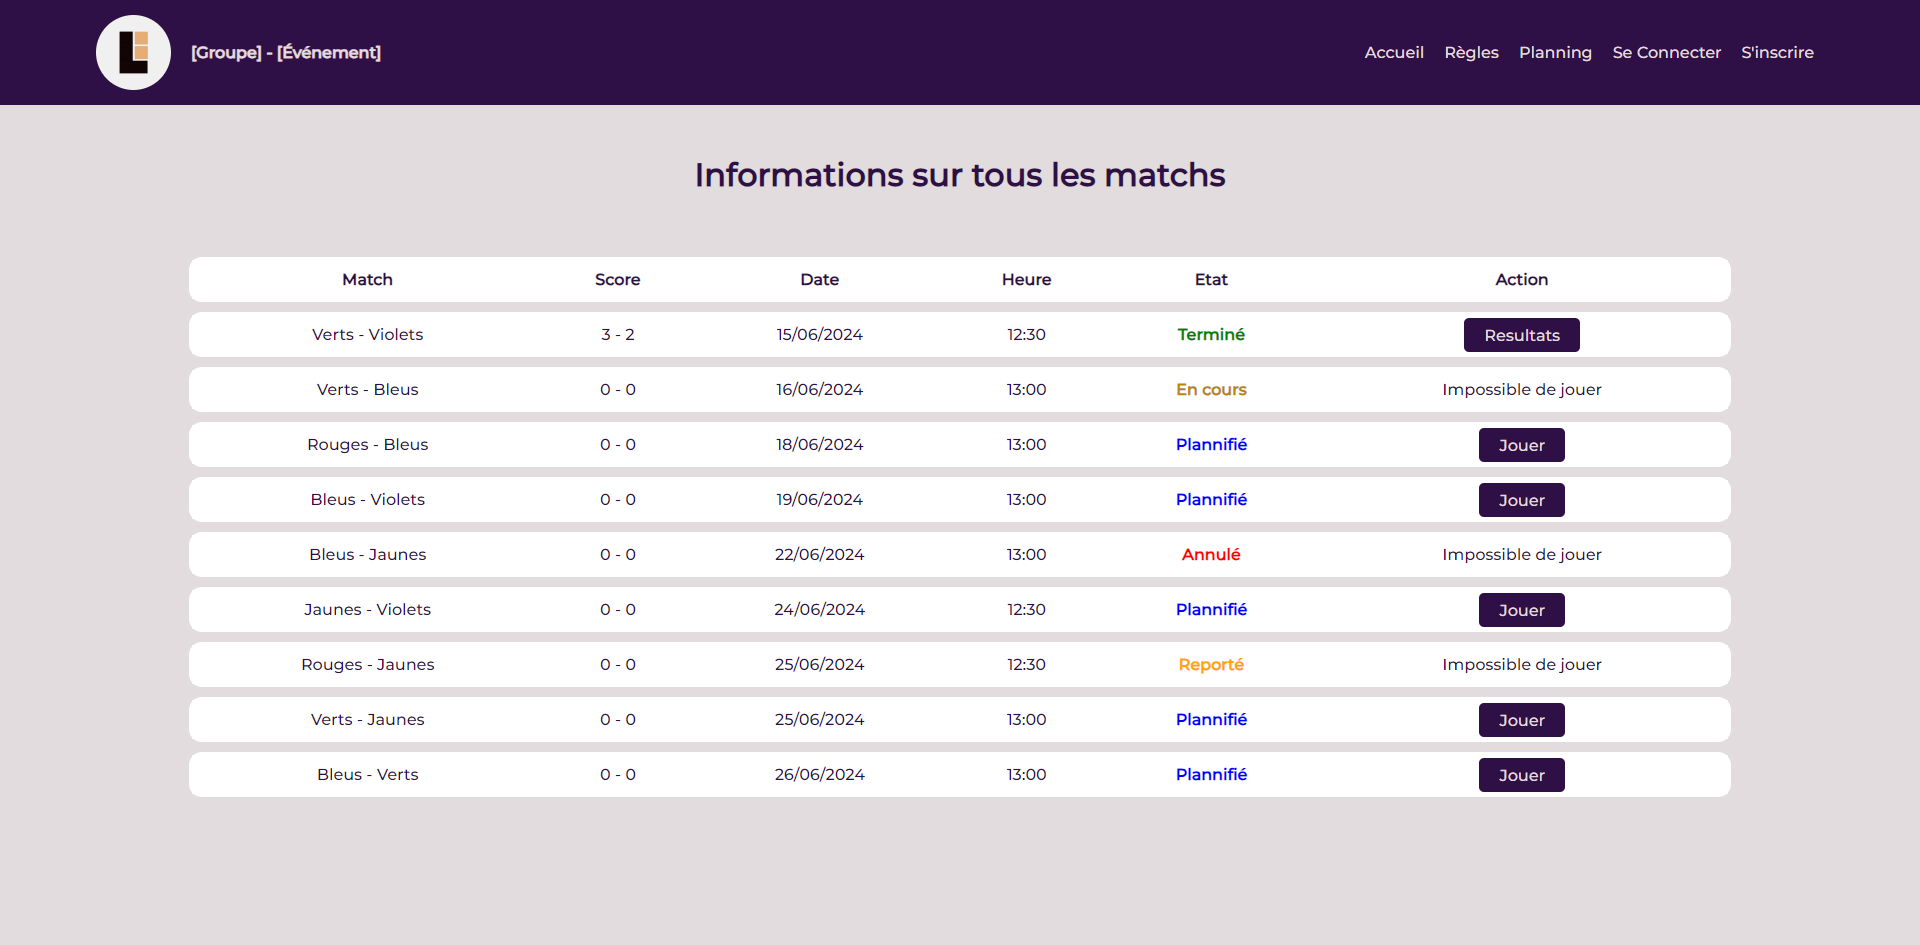 [Groupe] - [Événement] Accueil Règles Planning Se Connecter S'inscrire
Informations sur tous les matchs
Match Score Date Heure Etat Action
Verts - Violets 3 - 2 15/06/2024 12:30 Terminé Resultats
Verts - Bleus 0 - 0 16/06/2024 13:00 En cours Impossible de jouer
Rouges - Bleus 0 - 0 18/06/2024 13:00 Plannifié Jouer
Bleus - Violets 0 - 0 19/06/2024 13:00 Plannifié Jouer
Bleus - Jaunes 0 - 0 22/06/2024 13:00 Annulé Impossible de jouer
Jaunes - Violets 0 - 0 24/06/2024 12:30 Plannifié Jouer
Rouges - Jaunes 0 - 0 25/06/2024 12:30 Reporté Impossible de jouer
Verts - Jaunes 0 - 0 25/06/2024 13:00 Plannifié Jouer
Bleus - Verts 0 - 0 26/06/2024 13:00 Plannifié Jouer